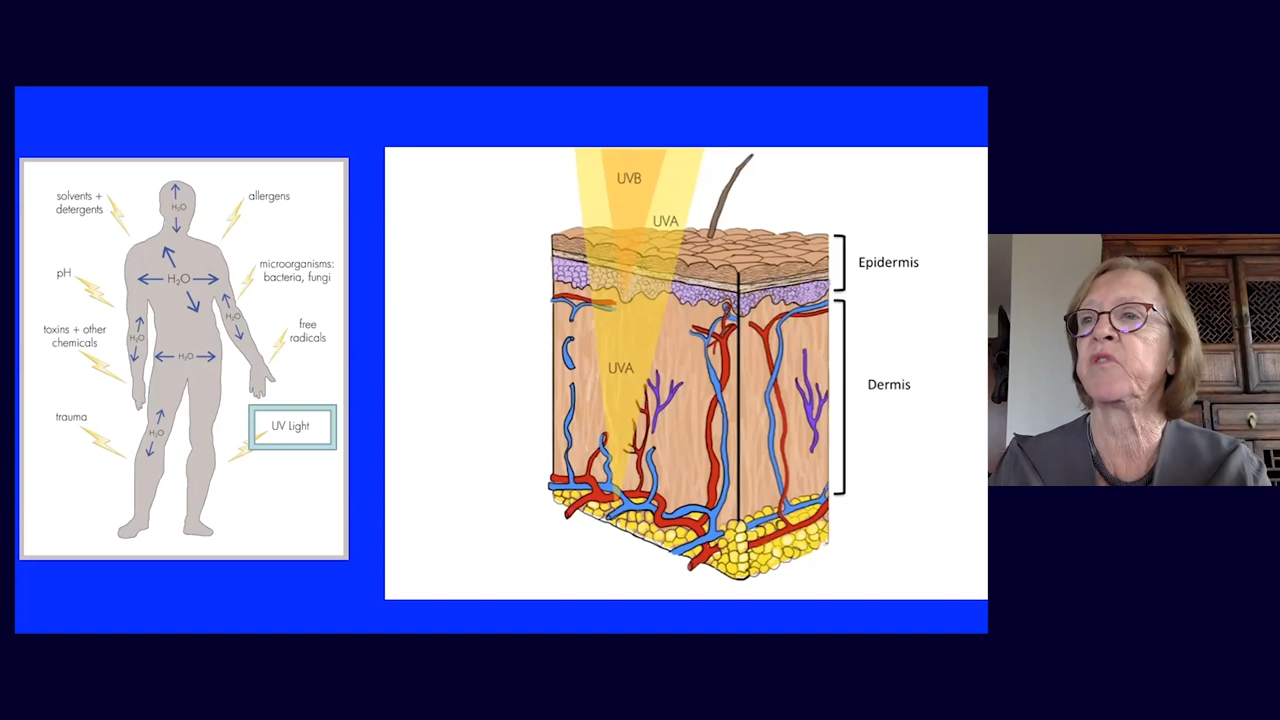 solvents +
detergents
allergens
H₂O
pH
H₂O
microorganisms:
bacteria, fungi
H₂O
toxins + other
chemicals
H₂O
free
radicals
H₂O
trauma
H₂O
UV Light
UVB
UVA
UVA
Epidermis
Dermis